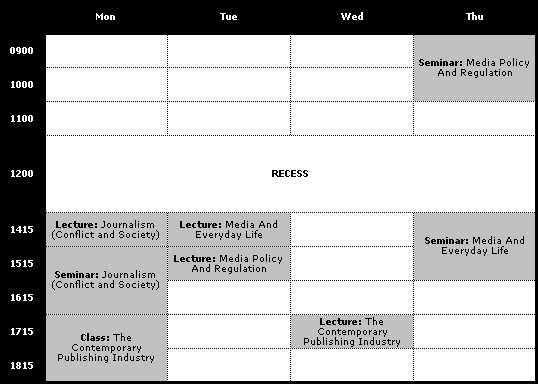 Mon Tue Wed Thu
0900
Seminar: Media Policy
And Regulation
1000
1100
1200
RECESS
1415
Lecture: Journalism
(Conflict and Society)
Lecture: Media And
Everyday Life
Seminar: Media And
Everyday Life
1515
Seminar: Journalism
(Conflict and Society)
Lecture: Media Policy
And Regulation
1615
1715
Class: The
Contemporary
Publishing Industry
Lecture: The
Contemporary
Publishing Industry
1815